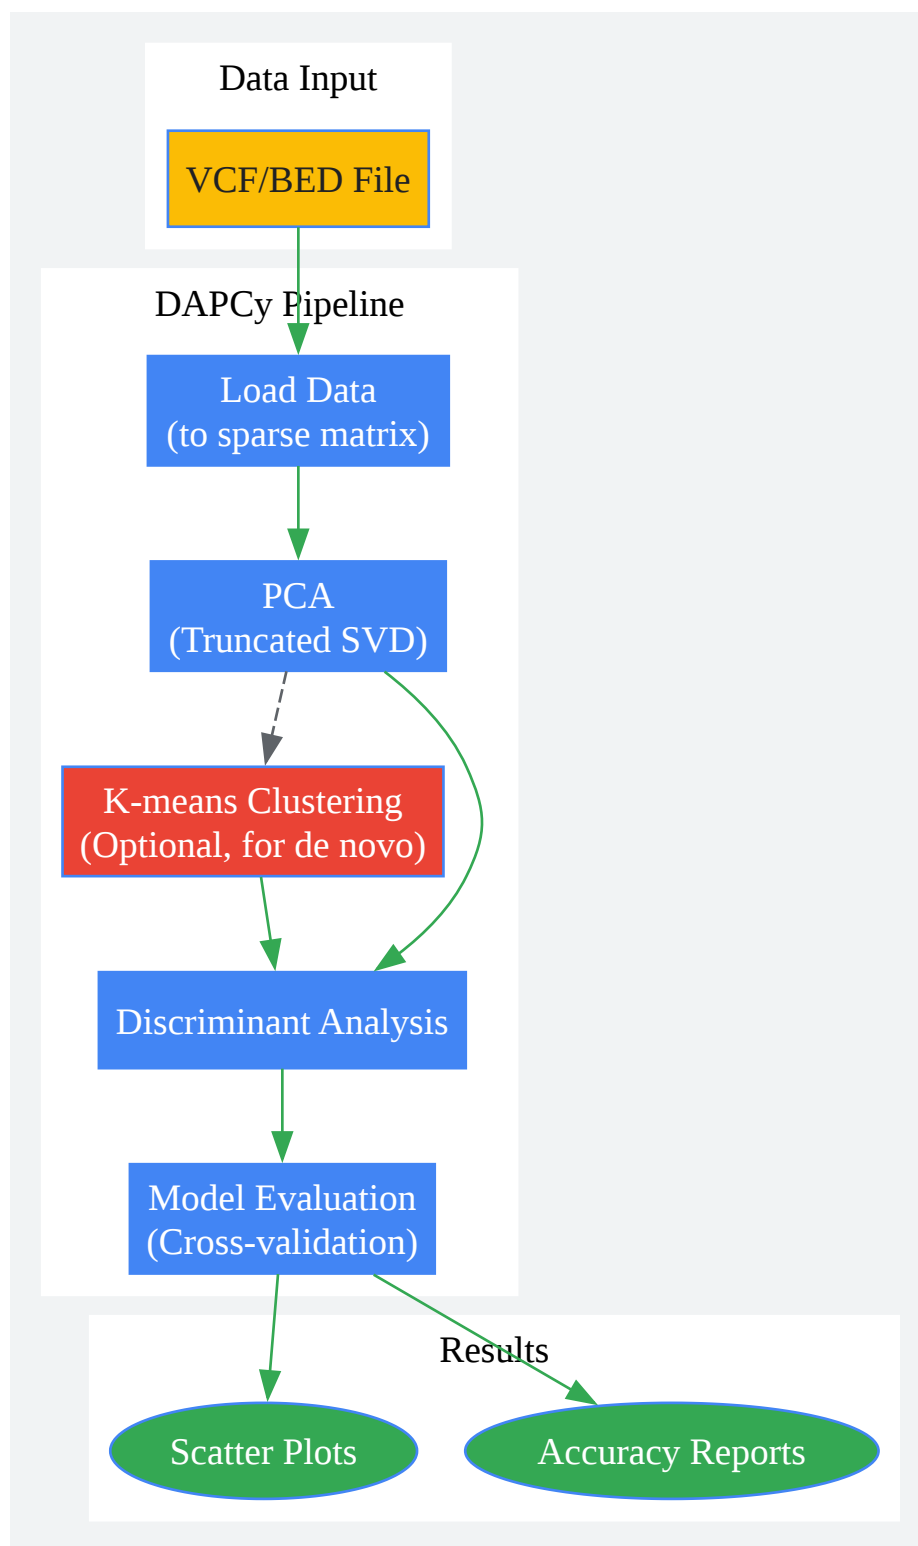 Data Input
VCF/BED File
DAPCy Pipeline
Load Data
(to sparse matrix)
PCA
(Truncated SVD)
K-means Clustering
(Optional, for de novo)
Discriminant Analysis
Model Evaluation
(Cross-validation)
Results
Scatter Plots
Accuracy Reports